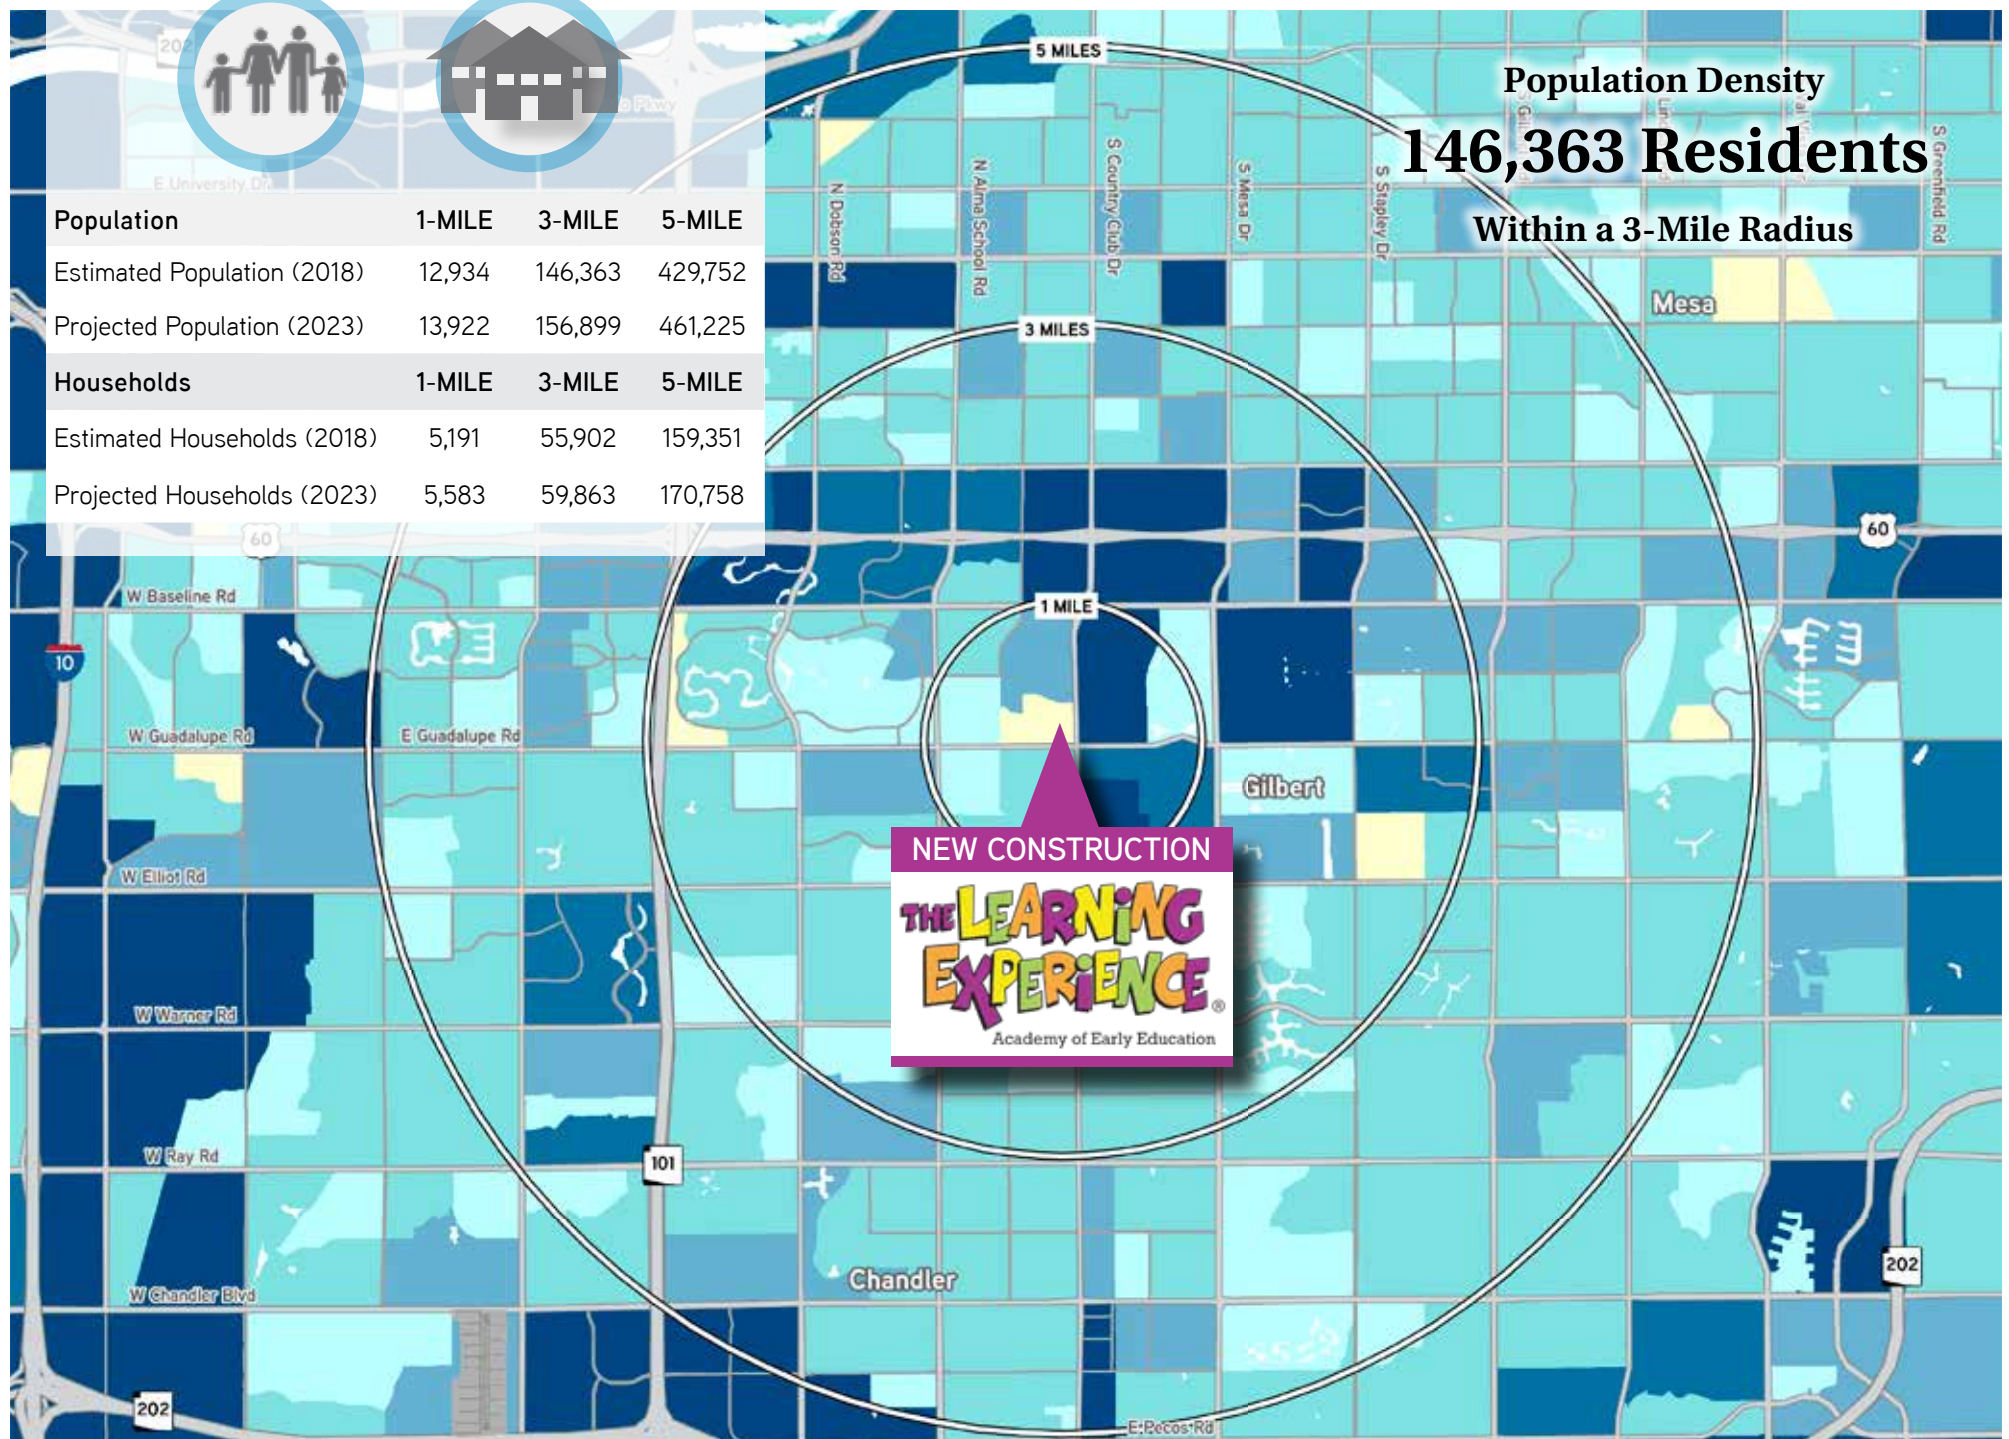 202
E University Dr
Population 1-MILE 3-MILE 5-MILE
Estimated Population (2018) 12,934 146,363 429,752
Projected Population (2023) 13,922 156,899 461,225
Households 1-MILE 3-MILE 5-MILE
Estimated Households (2018) 5,191 55,902 159,351
Projected Households (2023) 5,583 59,863 170,758
Population Density
146,363 Residents
Within a 3-Mile Radius
5 MILES
N Dobson Rd
N Alma School Rd
S Country Club Dr
S Mesa Dr
S Stapley Dr
S Greenfield Rd
Mesa
3 MILES
60
60
W Baseline Rd
1 MILE
10
W Guadalupe Rd
E Guadalupe Rd
Gilbert
NEW CONSTRUCTION
THE LEARNING
EXPERIENCE®
Academy of Early Education
W Elliot Rd
W Warner Rd
W Ray Rd
101
Chandler
202
W Chandler Blvd
202
E Pecos Rd